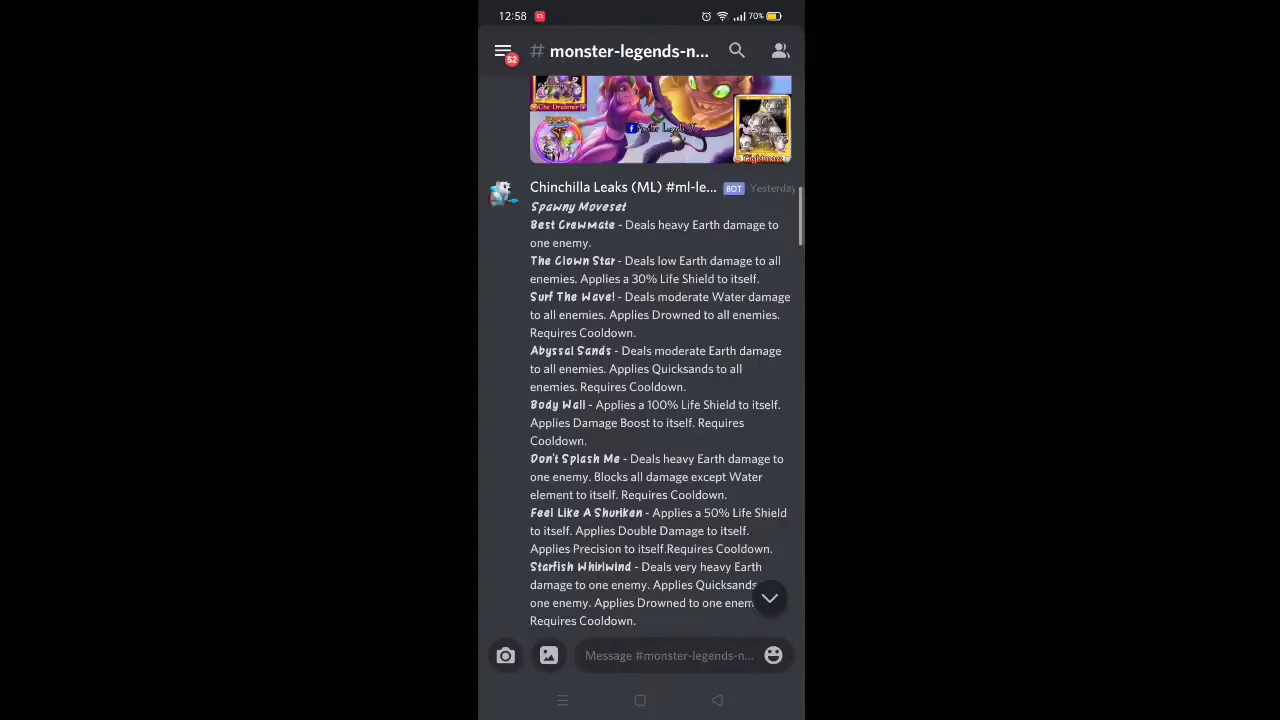 12:58
70%
52
# monster-legends-n...
The Dreamer
Monster Legends ST
Nightmare
Chinchilla Leaks (ML) #ml-le... BOT Yesterday
Spawny Moveset
Best Crewmate - Deals heavy Earth damage to
one enemy.
The Clown Star - Deals low Earth damage to all
enemies. Applies a 30% Life Shield to itself.
Surf The Wave! - Deals moderate Water damage
to all enemies. Applies Drowned to all enemies.
Requires Cooldown.
Abyssal Sands - Deals moderate Earth damage
to all enemies. Applies Quicksands to all
enemies. Requires Cooldown.
Body Wall - Applies a 100% Life Shield to itself.
Applies Damage Boost to itself. Requires
Cooldown.
Don't Splash Me - Deals heavy Earth damage to
one enemy. Blocks all damage except Water
element to itself. Requires Cooldown.
Feel Like A Shuriken - Applies a 50% Life Shield
to itself. Applies Double Damage to itself.
Applies Precision to itself.Requires Cooldown.
Starfish Whirlwind - Deals very heavy Earth
damage to one enemy. Applies Quicksands
one enemy. Applies Drowned to one enem
Requires Cooldown.
Message #monster-legends-n...